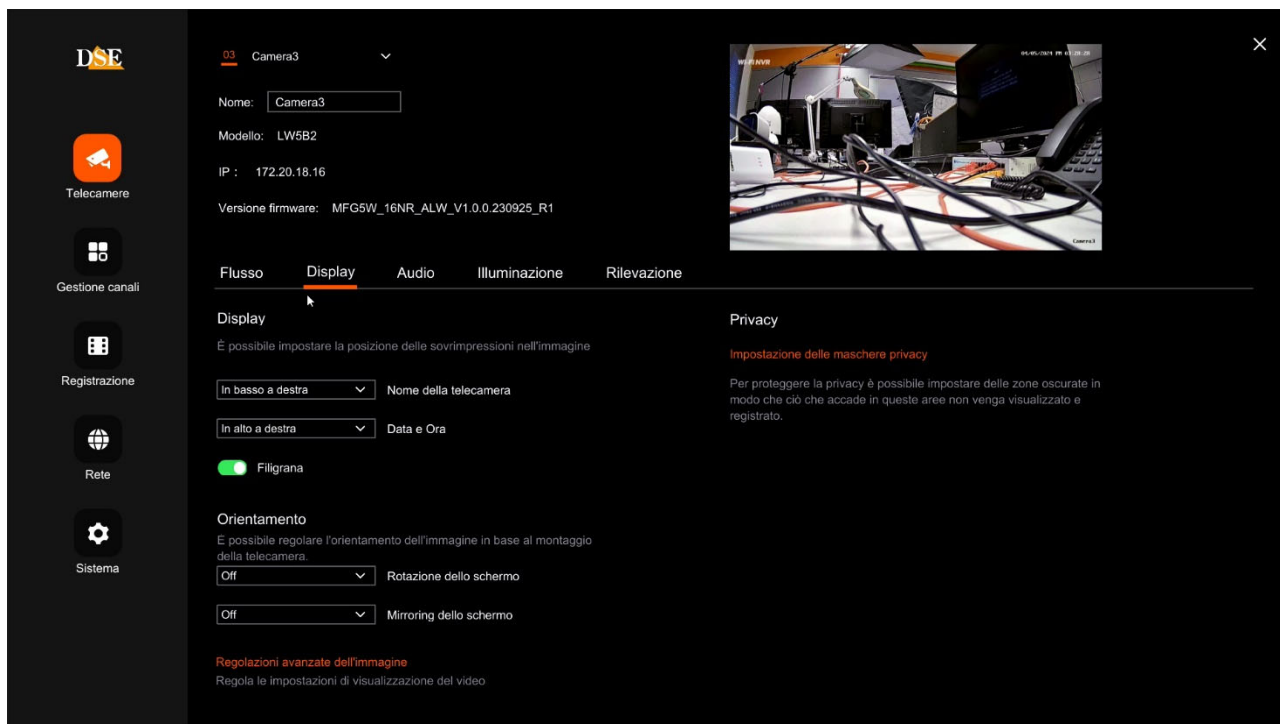 DSE
Telecamere
Gestione canali
Registrazione
Rete
Sistema
03 Camera3
Nome: Camera3
Modello: LW5B2
IP : 172.20.18.16
Versione firmware: MFG5W_16NR_ALW_V1.0.0.230925_R1
WI-FI NVR
Camera3
Flusso Display Audio Illuminazione Rilevazione
Display
È possibile impostare la posizione delle sovrimpressioni nell'immagine
In basso a destra Nome della telecamera
In alto a destra Data e Ora
Filigrana
Orientamento
È possibile regolare l'orientamento dell'immagine in base al montaggio
della telecamera.
Off Rotazione dello schermo
Off Mirroring dello schermo
Regolazioni avanzate dell'immagine
Regola le impostazioni di visualizzazione del video
Privacy
Impostazione delle maschere privacy
Per proteggere la privacy è possibile impostare delle zone oscurate in
modo che ciò che accade in queste aree non venga visualizzato e
registrato.